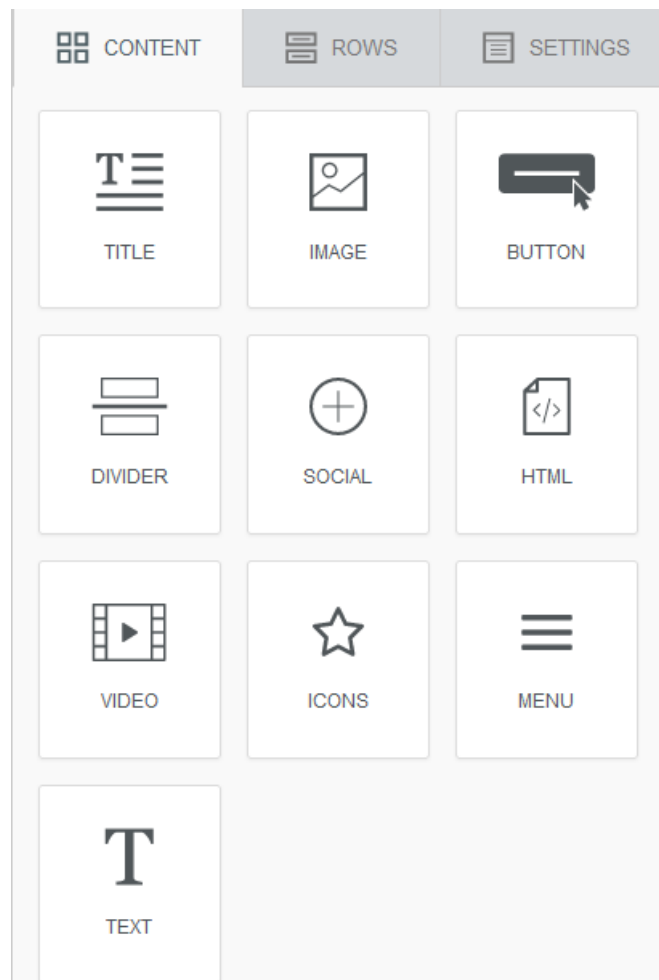 CONTENT ROWS SETTINGS
TITLE IMAGE BUTTON
DIVIDER SOCIAL HTML
VIDEO ICONS MENU
TEXT